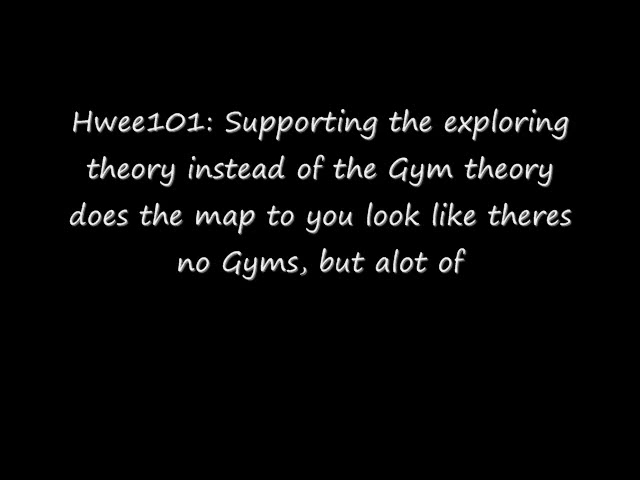 Hwee101: Supporting the exploring
theory instead of the Gym theory
does the map to you look like theres
no Gyms, but alot of